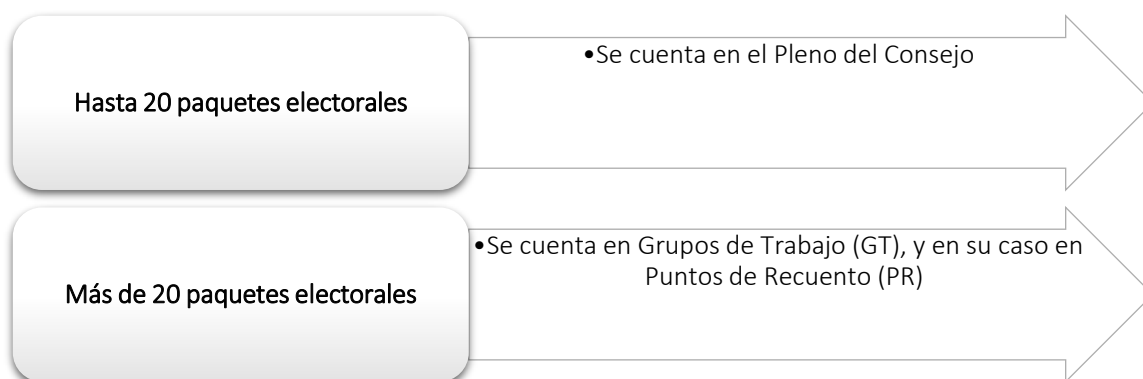 Hasta 20 paquetes electorales
•Se cuenta en el Pleno del Consejo
Más de 20 paquetes electorales
•Se cuenta en Grupos de Trabajo (GT), y en su caso en
Puntos de Recuento (PR)